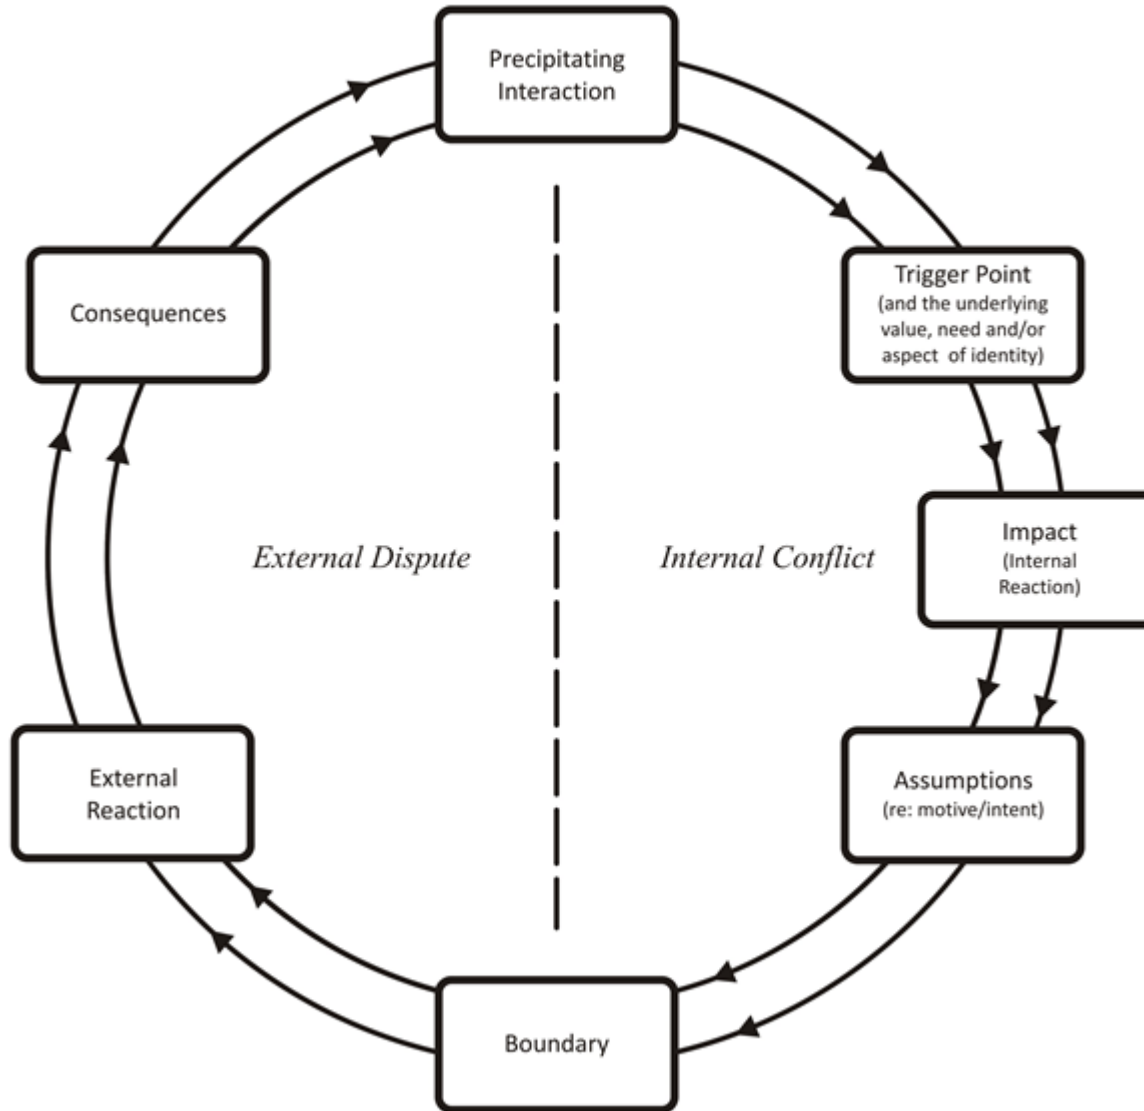 Precipitating
Interaction
Trigger Point
(and the underlying
value, need and/or
aspect of identity)
Consequences
Impact
(Internal
Reaction)
External Dispute
Internal Conflict
External
Reaction
Assumptions
(re: motive/intent)
Boundary